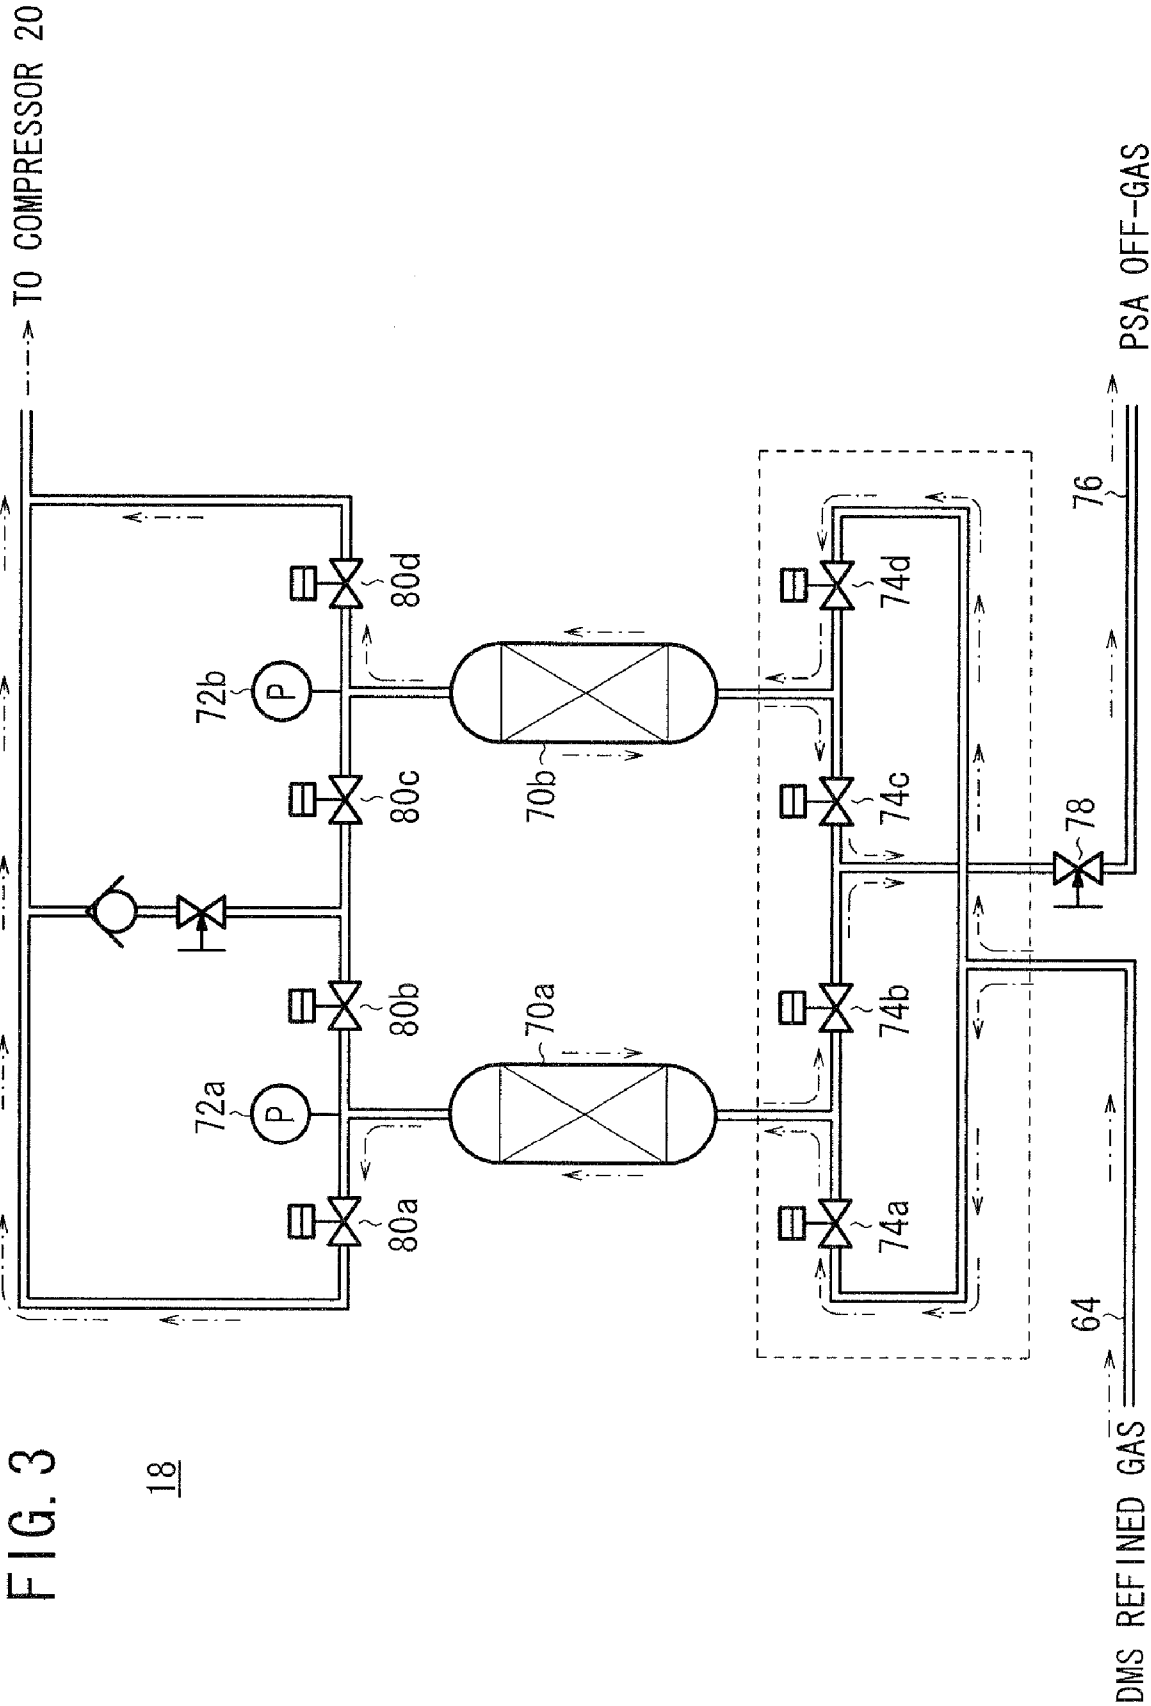 FIG. 3
18
TO COMPRESSOR 20
72a
P
72b
P
80a
80b
80c
80d
70a
70b
74a
74b
74c
74d
64
78
76
DMS REFINED GAS
PSA OFF-GAS